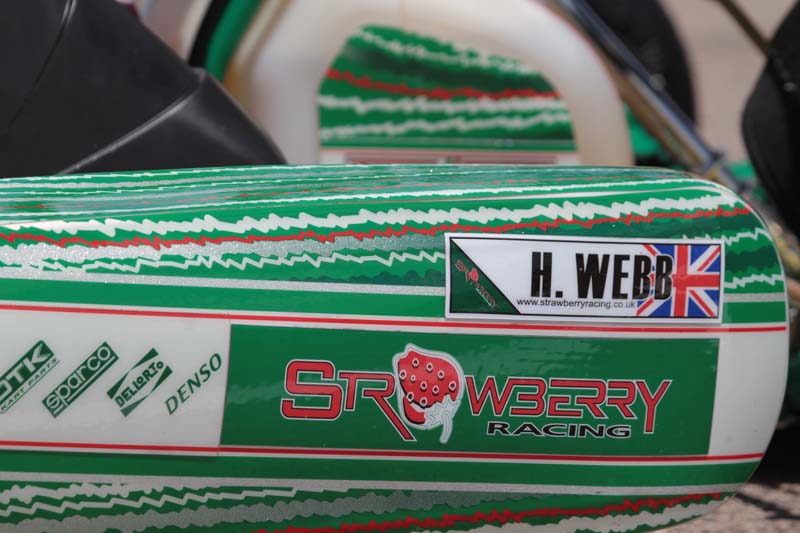 H. WEBB
www.strawberryracing.co.uk
OTK
KART PARTS
sparco
DELLORTO
DENSO
STRAWBERRY
RACING